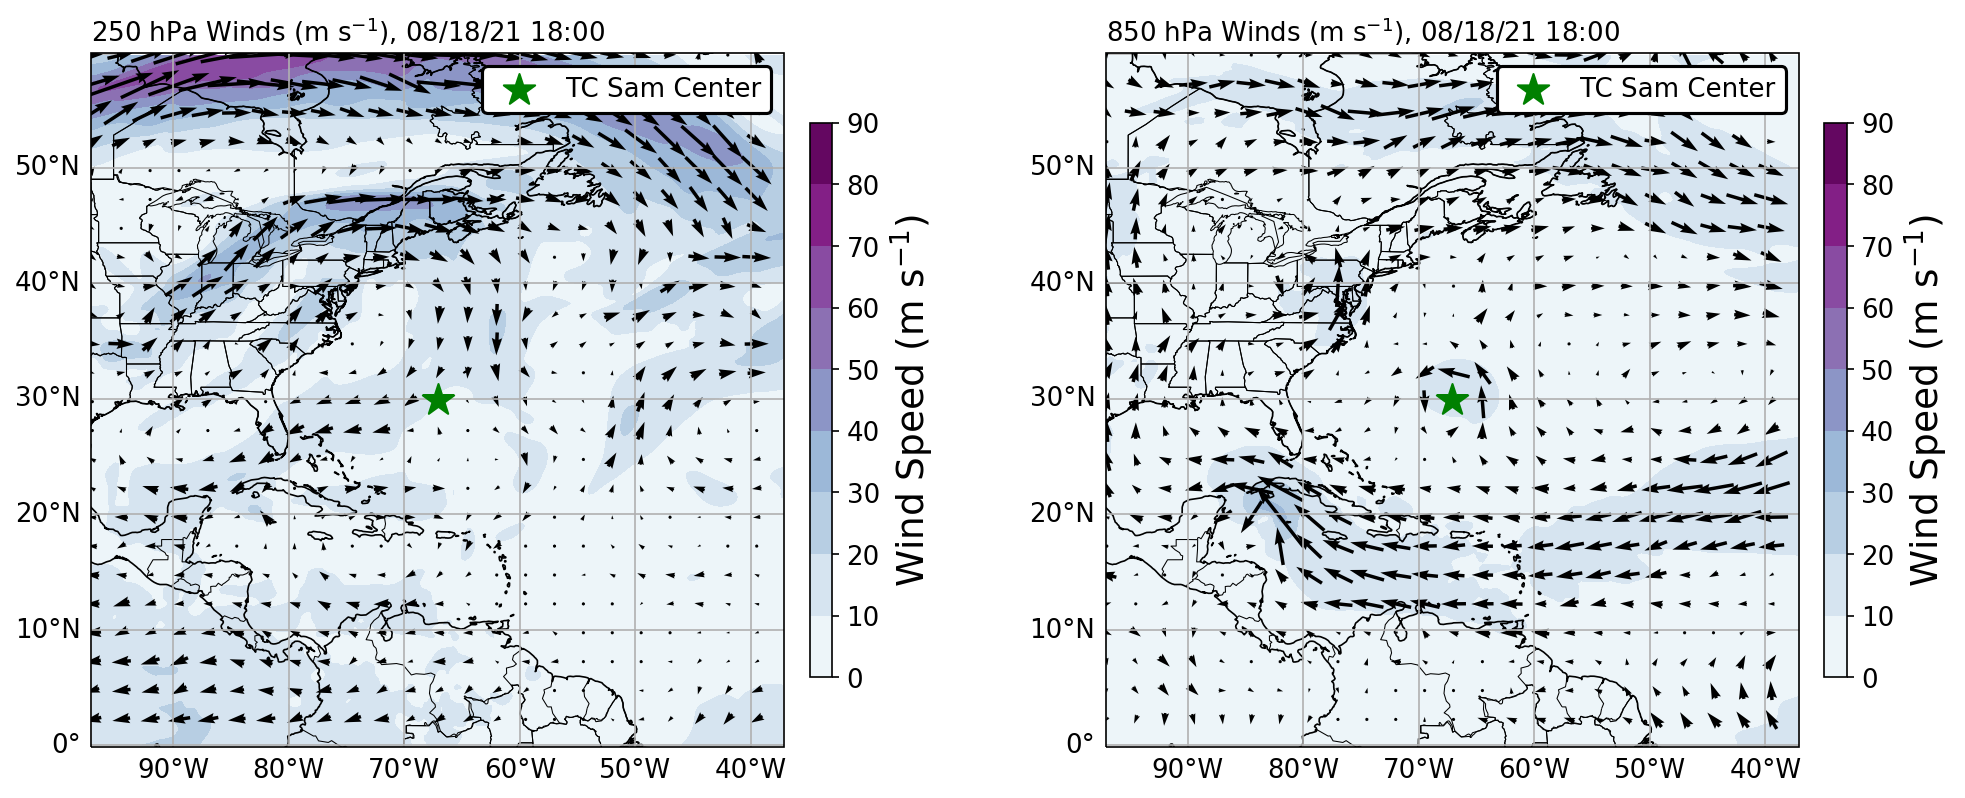 250 hPa Winds (m s⁻¹), 08/18/21 18:00
TC Sam Center
50°N
40°N
30°N
20°N
10°N
0°
90°W 80°W 70°W 60°W 50°W 40°W
90
80
70
60
50
40
30
20
10
0
Wind Speed (m s⁻¹)
850 hPa Winds (m s⁻¹), 08/18/21 18:00
TC Sam Center
50°N
40°N
30°N
20°N
10°N
0°
90°W 80°W 70°W 60°W 50°W 40°W
90
80
70
60
50
40
30
20
10
0
Wind Speed (m s⁻¹)